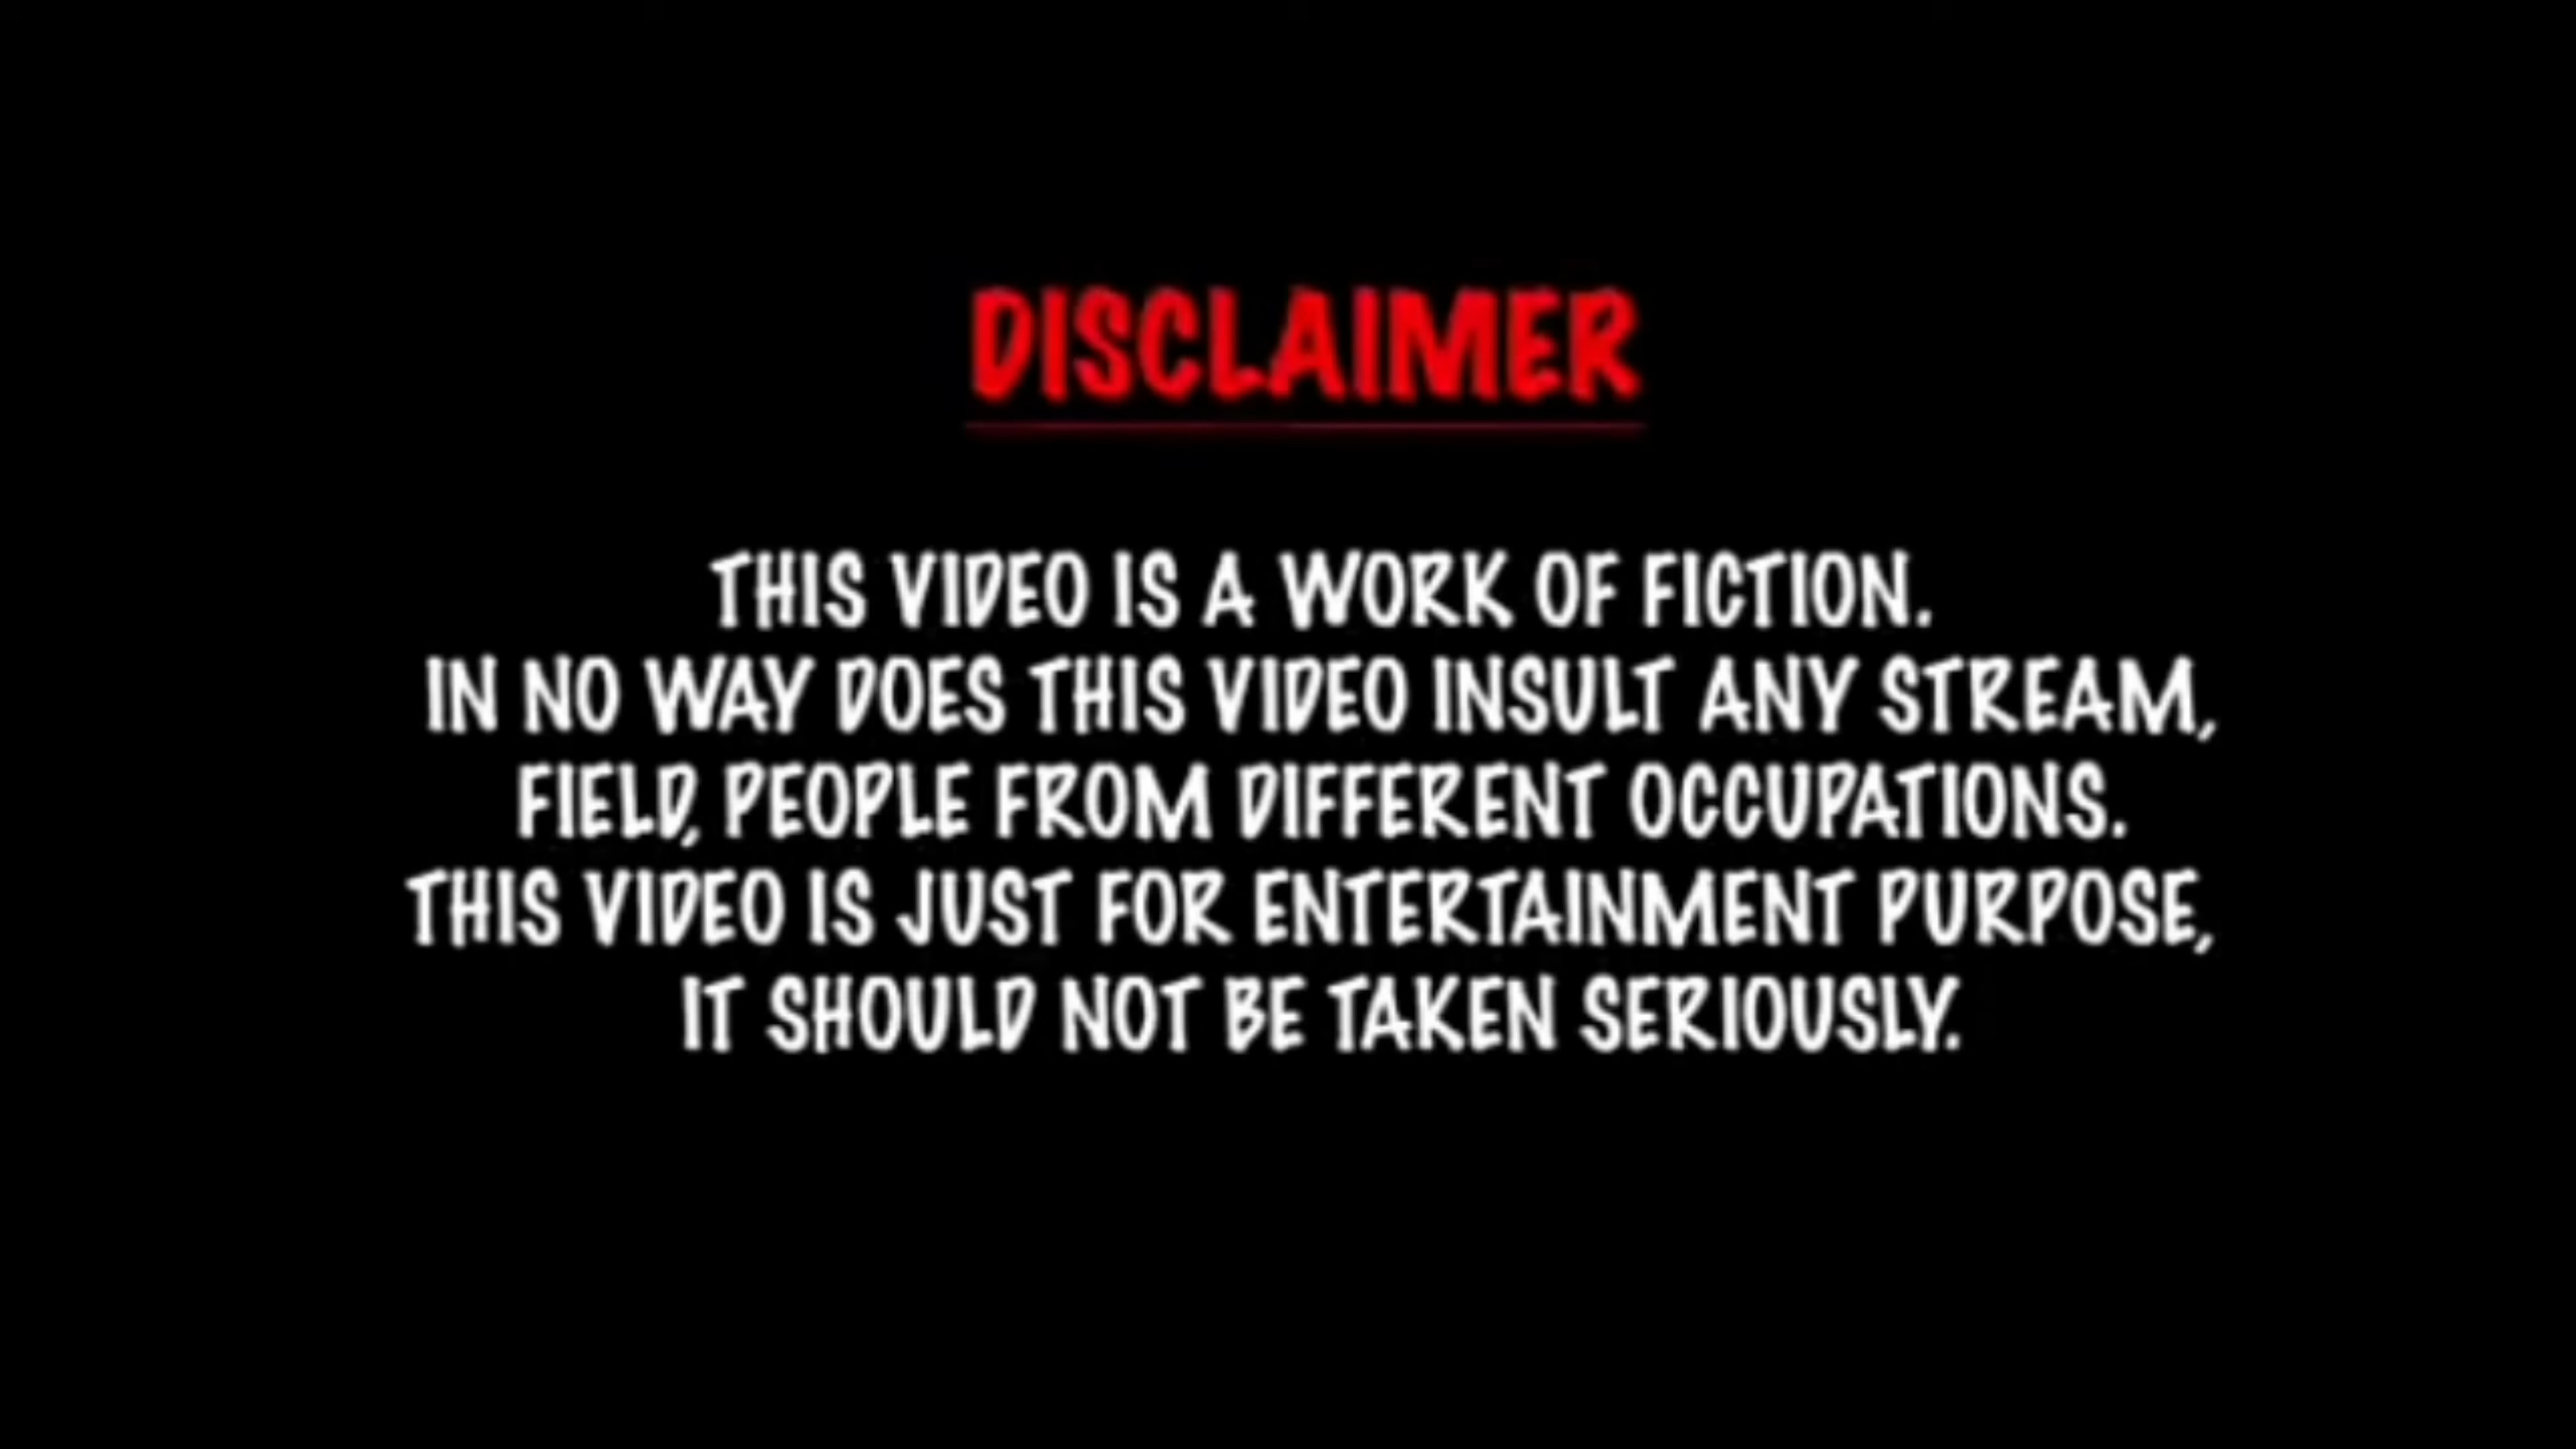 DISCLAIMER
THIS VIDEO IS A WORK OF FICTION.
IN NO WAY DOES THIS VIDEO INSULT ANY STREAM,
FIELD, PEOPLE FROM DIFFERENT OCCUPATIONS.
THIS VIDEO IS JUST FOR ENTERTAINMENT PURPOSE,
IT SHOULD NOT BE TAKEN SERIOUSLY.